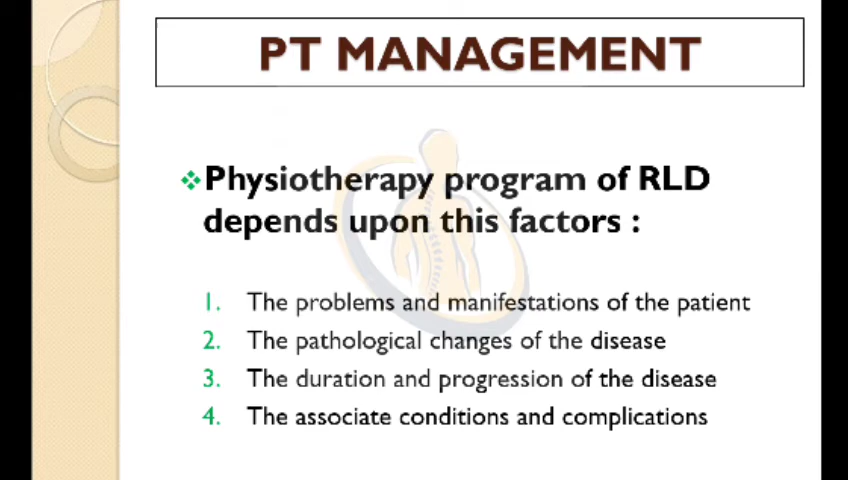 PT MANAGEMENT
Physiotherapy program of RLD
depends upon this factors :
1. The problems and manifestations of the patient
2. The pathological changes of the disease
3. The duration and progression of the disease
4. The associate conditions and complications